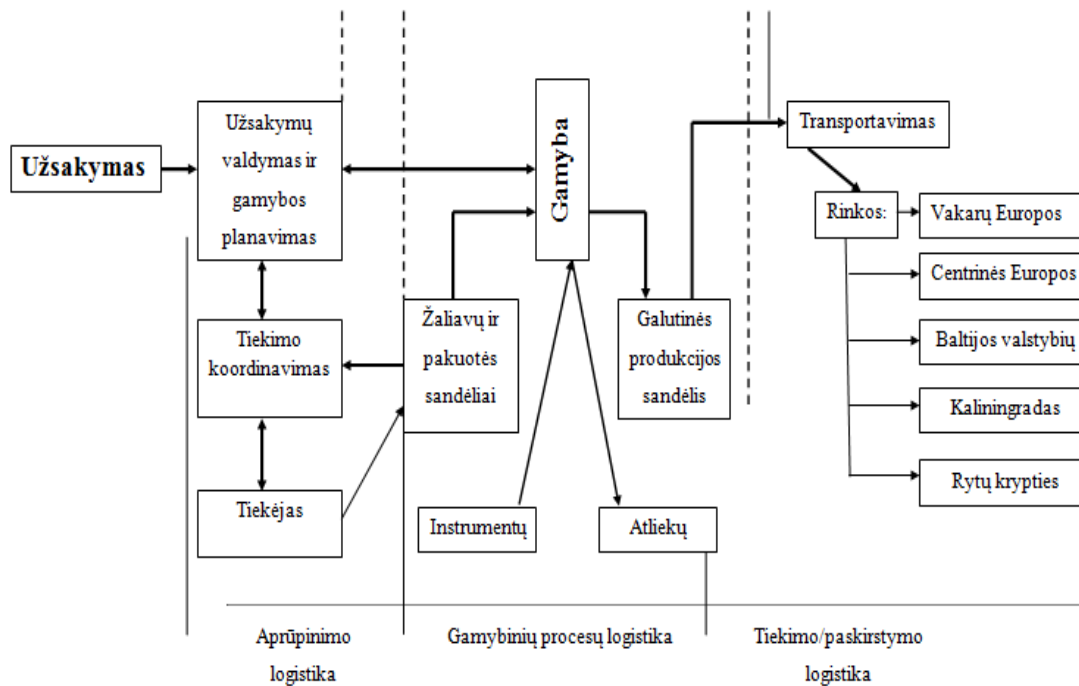 Užsakymas
Užsakymų
valdymas ir
gamybos
planavimas
Tiekimo
koordinavimas
Tiekėjas
Žaliavų ir
pakuotės
sandėliai
Gamyba
Galutinės
produkcijos
sandėlis
Instrumentų
Atliekų
Transportavimas
Rinkos:
Vakarų Europos
Centrinės Europos
Baltijos valstybių
Kaliningradas
Rytų krypties
Aprūpinimo
logistika
Gamybinių procesų logistika
Tiekimo/paskirstymo
logistika